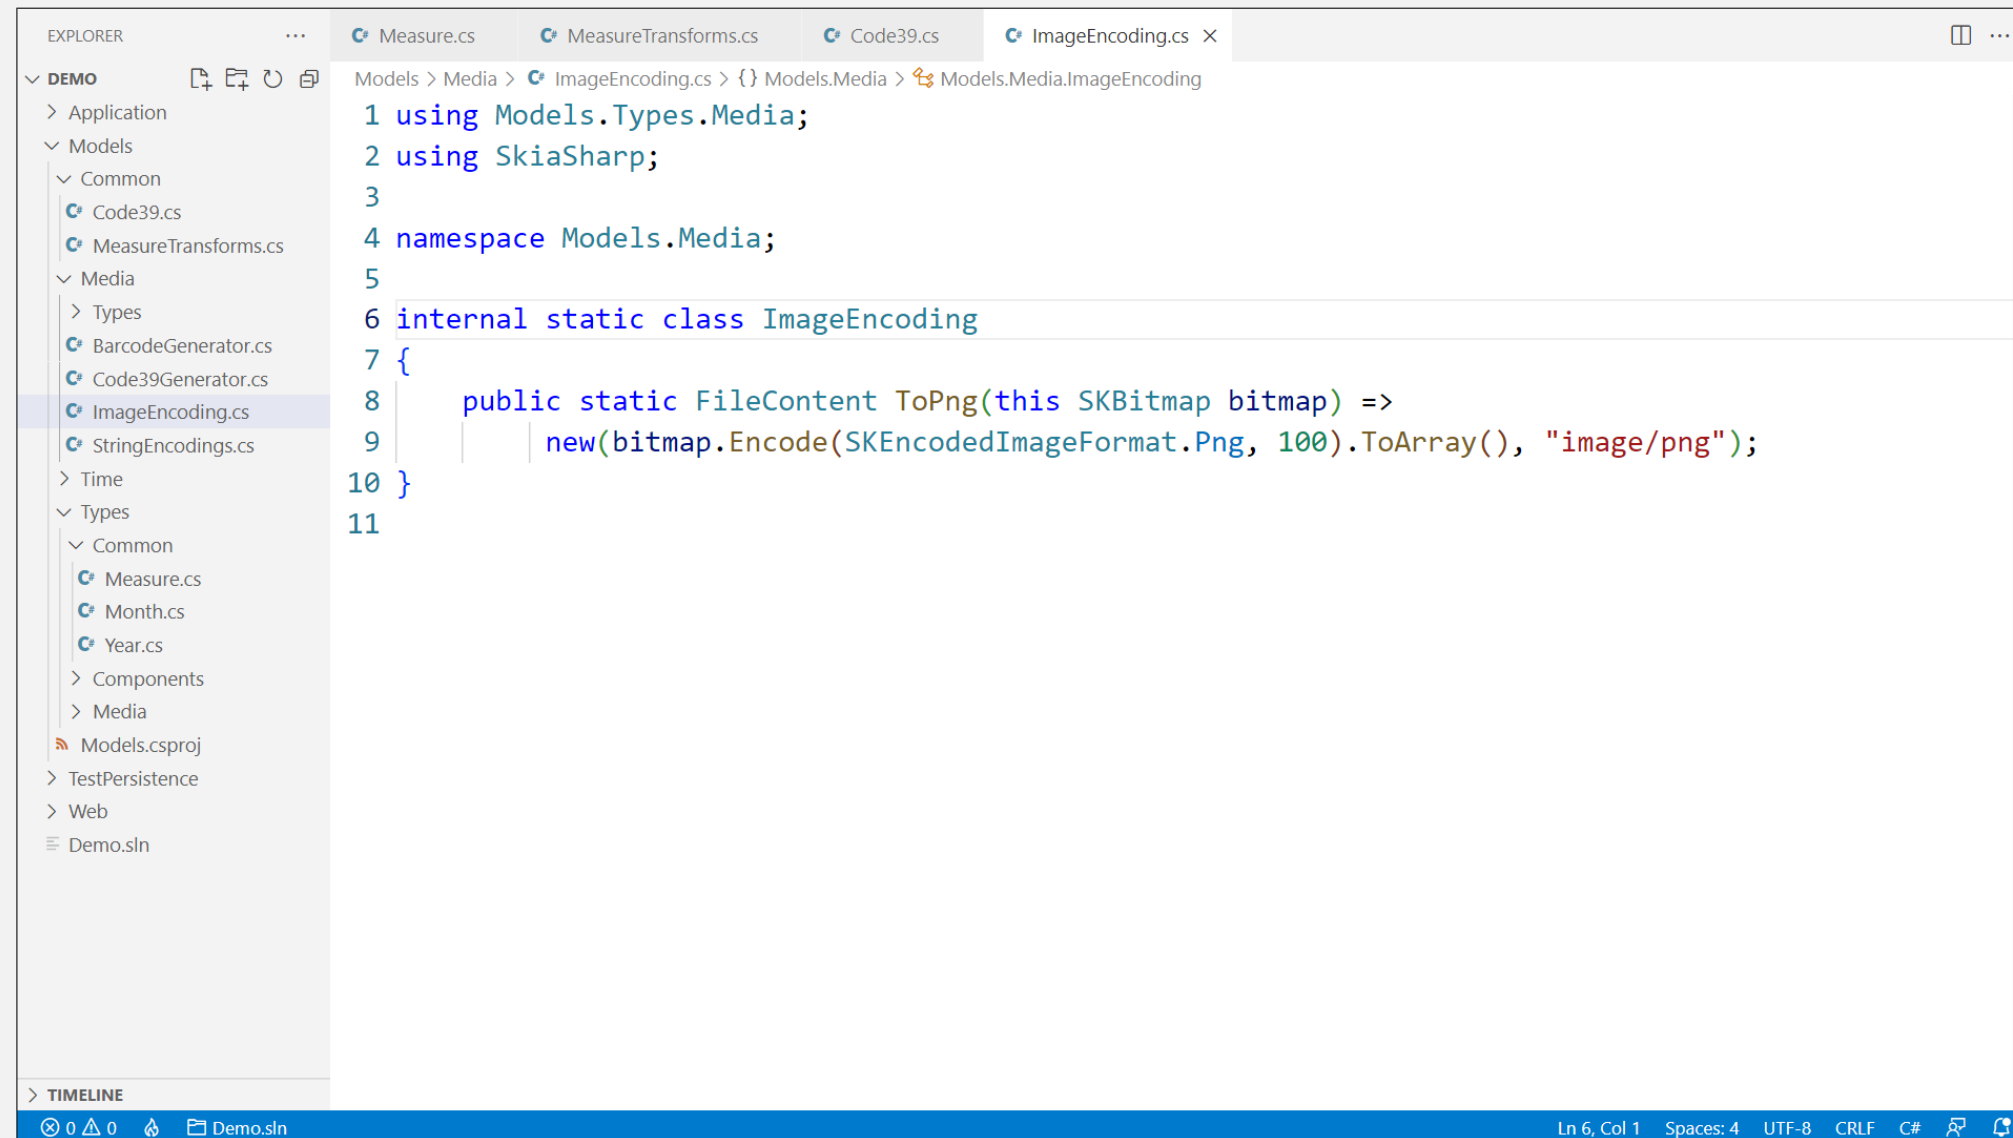 EXPLORER
DEMO
Application
Models
Common
Code39.cs
MeasureTransforms.cs
Media
Types
BarcodeGenerator.cs
Code39Generator.cs
ImageEncoding.cs
StringEncodings.cs
Time
Types
Common
Measure.cs
Month.cs
Year.cs
Components
Media
Models.csproj
TestPersistence
Web
Demo.sln
TIMELINE
Measure.cs MeasureTransforms.cs Code39.cs ImageEncoding.cs
Models > Media > ImageEncoding.cs > {} Models.Media > Models.Media.ImageEncoding
1 using Models.Types.Media;
2 using SkiaSharp;
3
4 namespace Models.Media;
5
6 internal static class ImageEncoding
7 {
8 public static FileContent ToPng(this SKBitmap bitmap) =>
9 new(bitmap.Encode(SKEncodedImageFormat.Png, 100).ToArray(), "image/png");
10 }
11
0 0 Demo.sln Ln 6, Col 1 Spaces: 4 UTF-8 CRLF C#